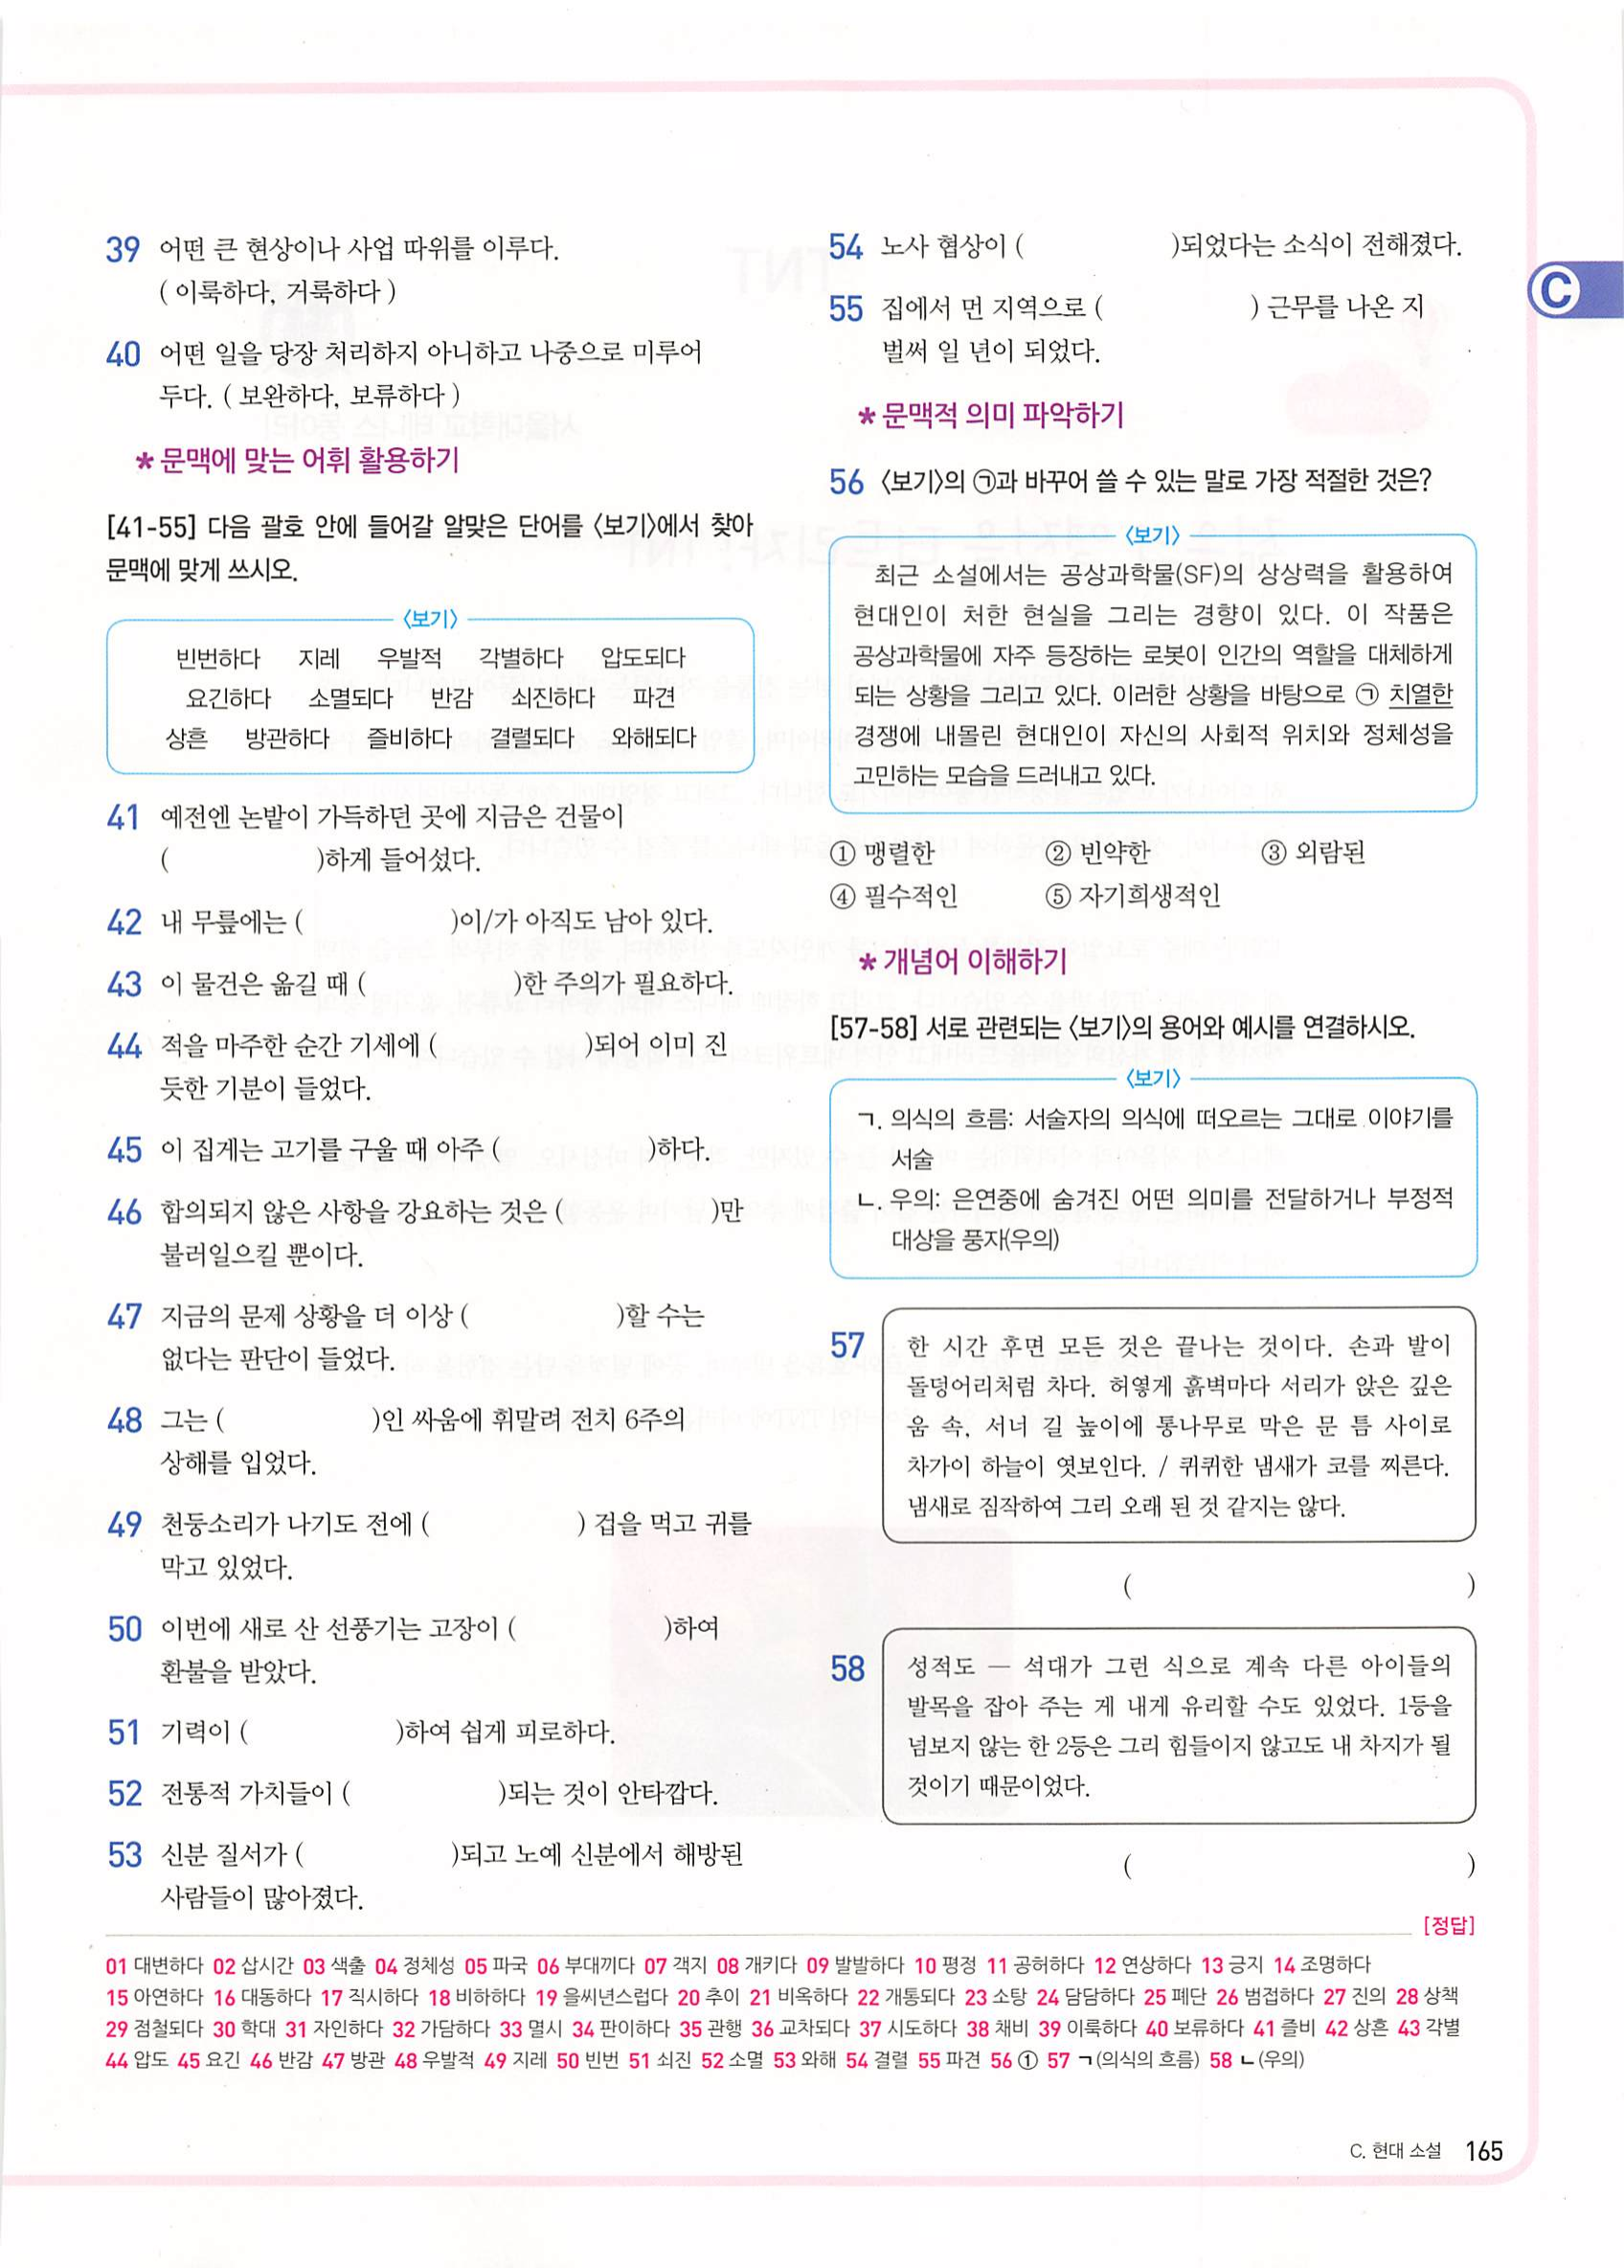 39 어떤 큰 현상이나 사업 따위를 이루다.
( 이룩하다, 거룩하다 )
40 어떤 일을 당장 처리하지 아니하고 나중으로 미루어
두다. ( 보완하다, 보류하다 )
* 문맥에 맞는 어휘 활용하기
[41-55] 다음 괄호 안에 들어갈 알맞은 단어를 〈보기〉에서 찾아
문맥에 맞게 쓰시오.
〈보기〉
빈번하다 지레 우발적 각별하다 압도되다
요긴하다 소멸되다 반감 쇠진하다 파견
상흔 방관하다 즐비하다 결렬되다 와해되다
41 예전엔 논밭이 가득하던 곳에 지금은 건물이
( )하게 들어섰다.
42 내 무릎에는 ( )이/가 아직도 남아 있다.
43 이 물건은 옮길 때 ( )한 주의가 필요하다.
44 적을 마주한 순간 기세에 ( )되어 이미 진
듯한 기분이 들었다.
45 이 집게는 고기를 구울 때 아주 ( )하다.
46 합의되지 않은 사항을 강요하는 것은 ( )만
불러일으킬 뿐이다.
47 지금의 문제 상황을 더 이상 ( )할 수는
없다는 판단이 들었다.
48 그는 ( )인 싸움에 휘말려 전치 6주의
상해를 입었다.
49 천둥소리가 나기도 전에 ( ) 겁을 먹고 귀를
막고 있었다.
50 이번에 새로 산 선풍기는 고장이 ( )하여
환불을 받았다.
51 기력이 ( )하여 쉽게 피로하다.
52 전통적 가치들이 ( )되는 것이 안타깝다.
53 신분 질서가 ( )되고 노예 신분에서 해방된
사람들이 많아졌다.
54 노사 협상이 ( )되었다는 소식이 전해졌다.
55 집에서 먼 지역으로 ( ) 근무를 나온 지
벌써 일 년이 되었다.
* 문맥적 의미 파악하기
56 〈보기〉의 ㉠과 바꾸어 쓸 수 있는 말로 가장 적절한 것은?
〈보기〉
최근 소설에서는 공상과학물(SF)의 상상력을 활용하여
현대인이 처한 현실을 그리는 경향이 있다. 이 작품은
공상과학물에 자주 등장하는 로봇이 인간의 역할을 대체하게
되는 상황을 그리고 있다. 이러한 상황을 바탕으로 ㉠ 치열한
경쟁에 내몰린 현대인이 자신의 사회적 위치와 정체성을
고민하는 모습을 드러내고 있다.
① 맹렬한 ② 빈약한 ③ 외람된
④ 필수적인 ⑤ 자기희생적인
* 개념어 이해하기
[57-58] 서로 관련되는 〈보기〉의 용어와 예시를 연결하시오.
〈보기〉
ㄱ. 의식의 흐름: 서술자의 의식에 떠오르는 그대로 이야기를
서술
ㄴ. 우의: 은연중에 숨겨진 어떤 의미를 전달하거나 부정적
대상을 풍자(우의)
57 한 시간 후면 모든 것은 끝나는 것이다. 손과 발이
돌덩어리처럼 차다. 허옇게 흙벽마다 서리가 앉은 깊은
움 속, 서너 길 높이에 통나무로 막은 문 틈 사이로
차가이 하늘이 엿보인다. / 퀴퀴한 냄새가 코를 찌른다.
냄새로 짐작하여 그리 오래 된 것 같지는 않다.
( )
58 성적도 — 석대가 그런 식으로 계속 다른 아이들의
발목을 잡아 주는 게 내게 유리할 수도 있었다. 1등을
넘보지 않는 한 2등은 그리 힘들이지 않고도 내 차지가 될
것이기 때문이었다.
( )
[정답]
01 대변하다 02 삽시간 03 색출 04 정체성 05 파국 06 부대끼다 07 객지 08 개키다 09 발발하다 10 평정 11 공허하다 12 연상하다 13 긍지 14 조명하다
15 아연하다 16 대동하다 17 직시하다 18 비하하다 19 을씨년스럽다 20 추이 21 비옥하다 22 개통되다 23 소탕 24 담담하다 25 폐단 26 범접하다 27 진의 28 상책
29 점철되다 30 학대 31 자인하다 32 가담하다 33 멸시 34 판이하다 35 관행 36 교차되다 37 시도하다 38 채비 39 이룩하다 40 보류하다 41 즐비 42 상흔 43 각별
44 압도 45 요긴 46 반감 47 방관 48 우발적 49 지레 50 빈번 51 쇠진 52 소멸 53 와해 54 결렬 55 파견 56 ① 57 ㄱ(의식의 흐름) 58 ㄴ(우의)
C
C. 현대 소설 165